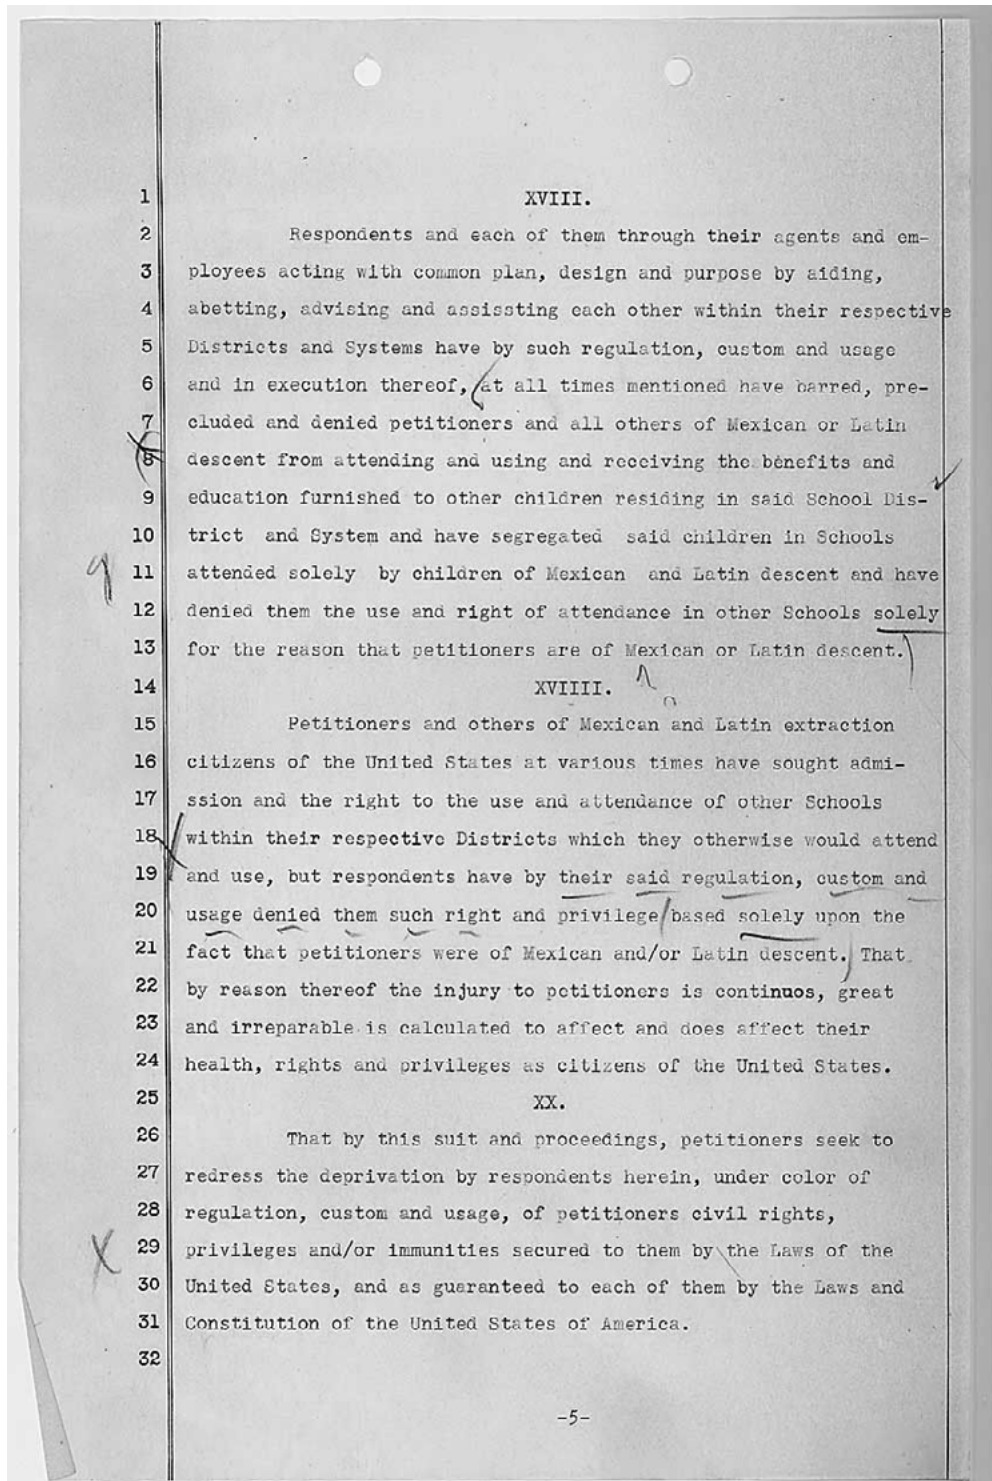 1 XVIII.
2 Respondents and each of them through their agents and em-
3 ployees acting with common plan, design and purpose by aiding,
4 abetting, advising and assissting each other within their respective
5 Districts and Systems have by such regulation, custom and usage
6 and in execution thereof, at all times mentioned have barred, pre-
7 cluded and denied petitioners and all others of Mexican or Latin
8 descent from attending and using and receiving the benefits and
9 education furnished to other children residing in said School Dis-
10 trict and System and have segregated said children in Schools
11 attended solely by children of Mexican and Latin descent and have
12 denied them the use and right of attendance in other Schools solely
13 for the reason that petitioners are of Mexican or Latin descent.
14 XVIIII.
15 Petitioners and others of Mexican and Latin extraction
16 citizens of the United States at various times have sought admi-
17 ssion and the right to the use and attendance of other Schools
18 within their respective Districts which they otherwise would attend
19 and use, but respondents have by their said regulation, custom and
20 usage denied them such right and privilege based solely upon the
21 fact that petitioners were of Mexican and/or Latin descent. That
22 by reason thereof the injury to petitioners is continuos, great
23 and irreparable is calculated to affect and does affect their
24 health, rights and privileges as citizens of the United States.
25 XX.
26 That by this suit and proceedings, petitioners seek to
27 redress the deprivation by respondents herein, under color of
28 regulation, custom and usage, of petitioners civil rights,
29 privileges and/or immunities secured to them by the Laws of the
30 United States, and as guaranteed to each of them by the Laws and
31 Constitution of the United States of America.
32
-5-